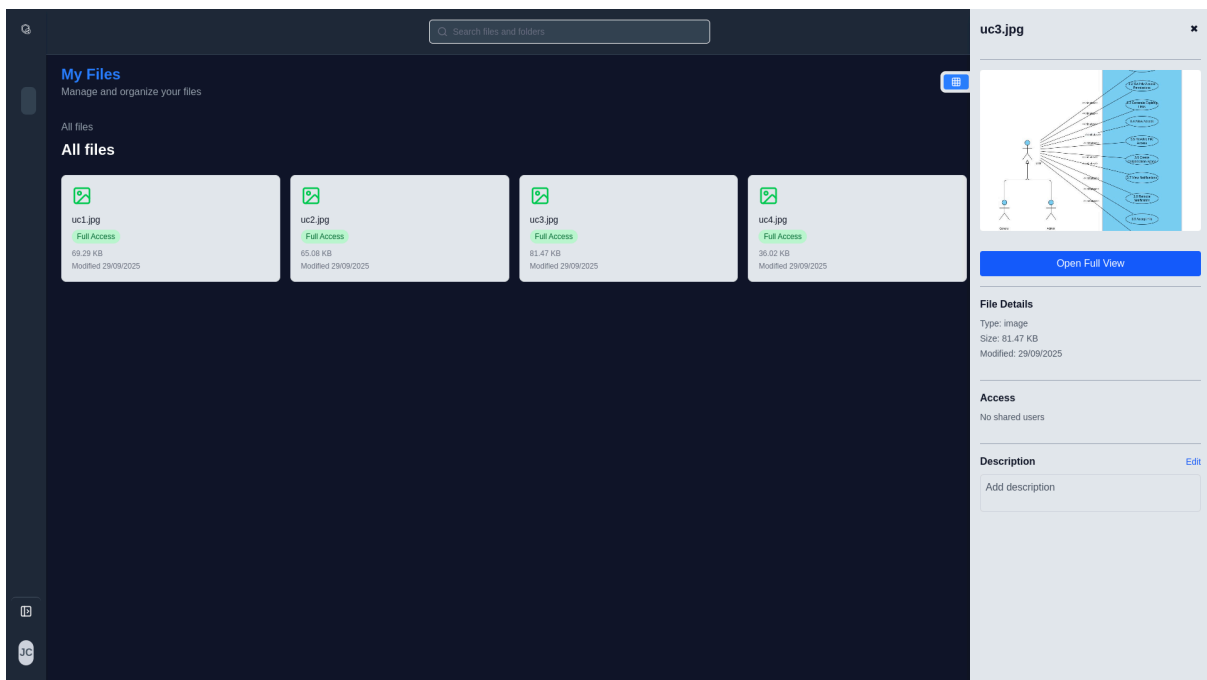 Search files and folders
My Files
Manage and organize your files
All files
All files
uc1.jpg
Full Access
69.29 KB
Modified 29/09/2025
uc2.jpg
Full Access
65.08 KB
Modified 29/09/2025
uc3.jpg
Full Access
81.47 KB
Modified 29/09/2025
uc4.jpg
Full Access
36.02 KB
Modified 29/09/2025
JC
uc3.jpg
Open Full View
File Details
Type: image
Size: 81.47 KB
Modified: 29/09/2025
Access
No shared users
Description
Edit
Add description